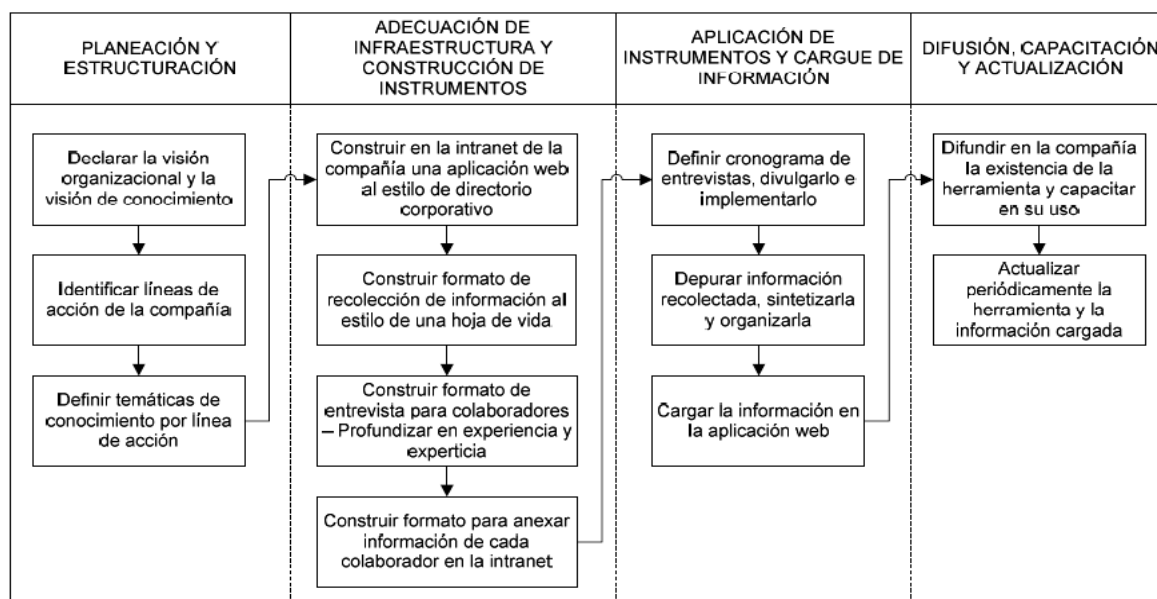 PLANEACIÓN Y
ESTRUCTURACIÓN
ADECUACIÓN DE
INFRAESTRUCTURA Y
CONSTRUCCIÓN DE
INSTRUMENTOS
APLICACIÓN DE
INSTRUMENTOS Y CARGUE DE
INFORMACIÓN
DIFUSIÓN, CAPACITACIÓN
Y ACTUALIZACIÓN
Declarar la visión
organizacional y la
visión de conocimiento
Identificar líneas de
acción de la compañía
Definir temáticas de
conocimiento por línea
de acción
Construir en la intranet de la
compañía una aplicación web
al estilo de directorio
corporativo
Construir formato de
recolección de información al
estilo de una hoja de vida
Construir formato de
entrevista para colaboradores
– Profundizar en experiencia y
experticia
Construir formato para anexar
información de cada
colaborador en la intranet
Definir cronograma de
entrevistas, divulgarlo e
implementarlo
Depurar información
recolectada, sintetizarla
y organizarla
Cargar la información en
la aplicación web
Difundir en la compañía
la existencia de la
herramienta y capacitar
en su uso
Actualizar
periódicamente la
herramienta y la
información cargada